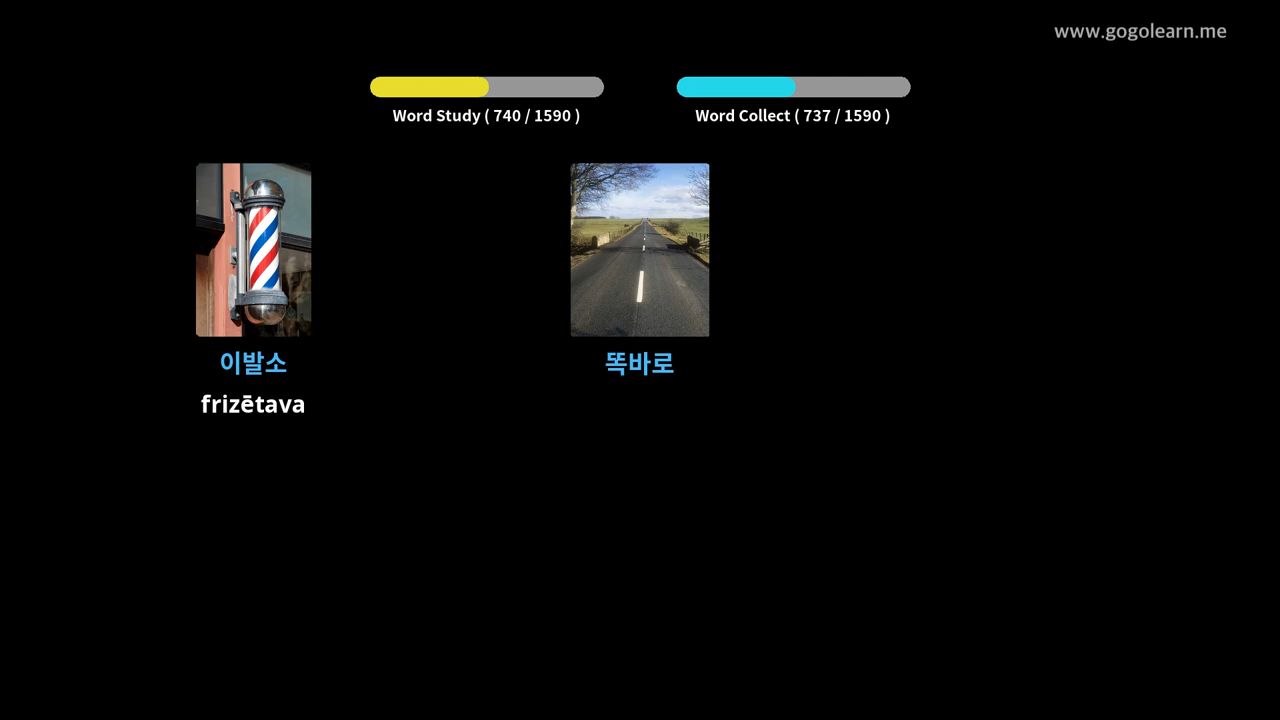 www.gogolearn.me
Word Study ( 740 / 1590 )
Word Collect ( 737 / 1590 )
이발소
frizētava
똑바로